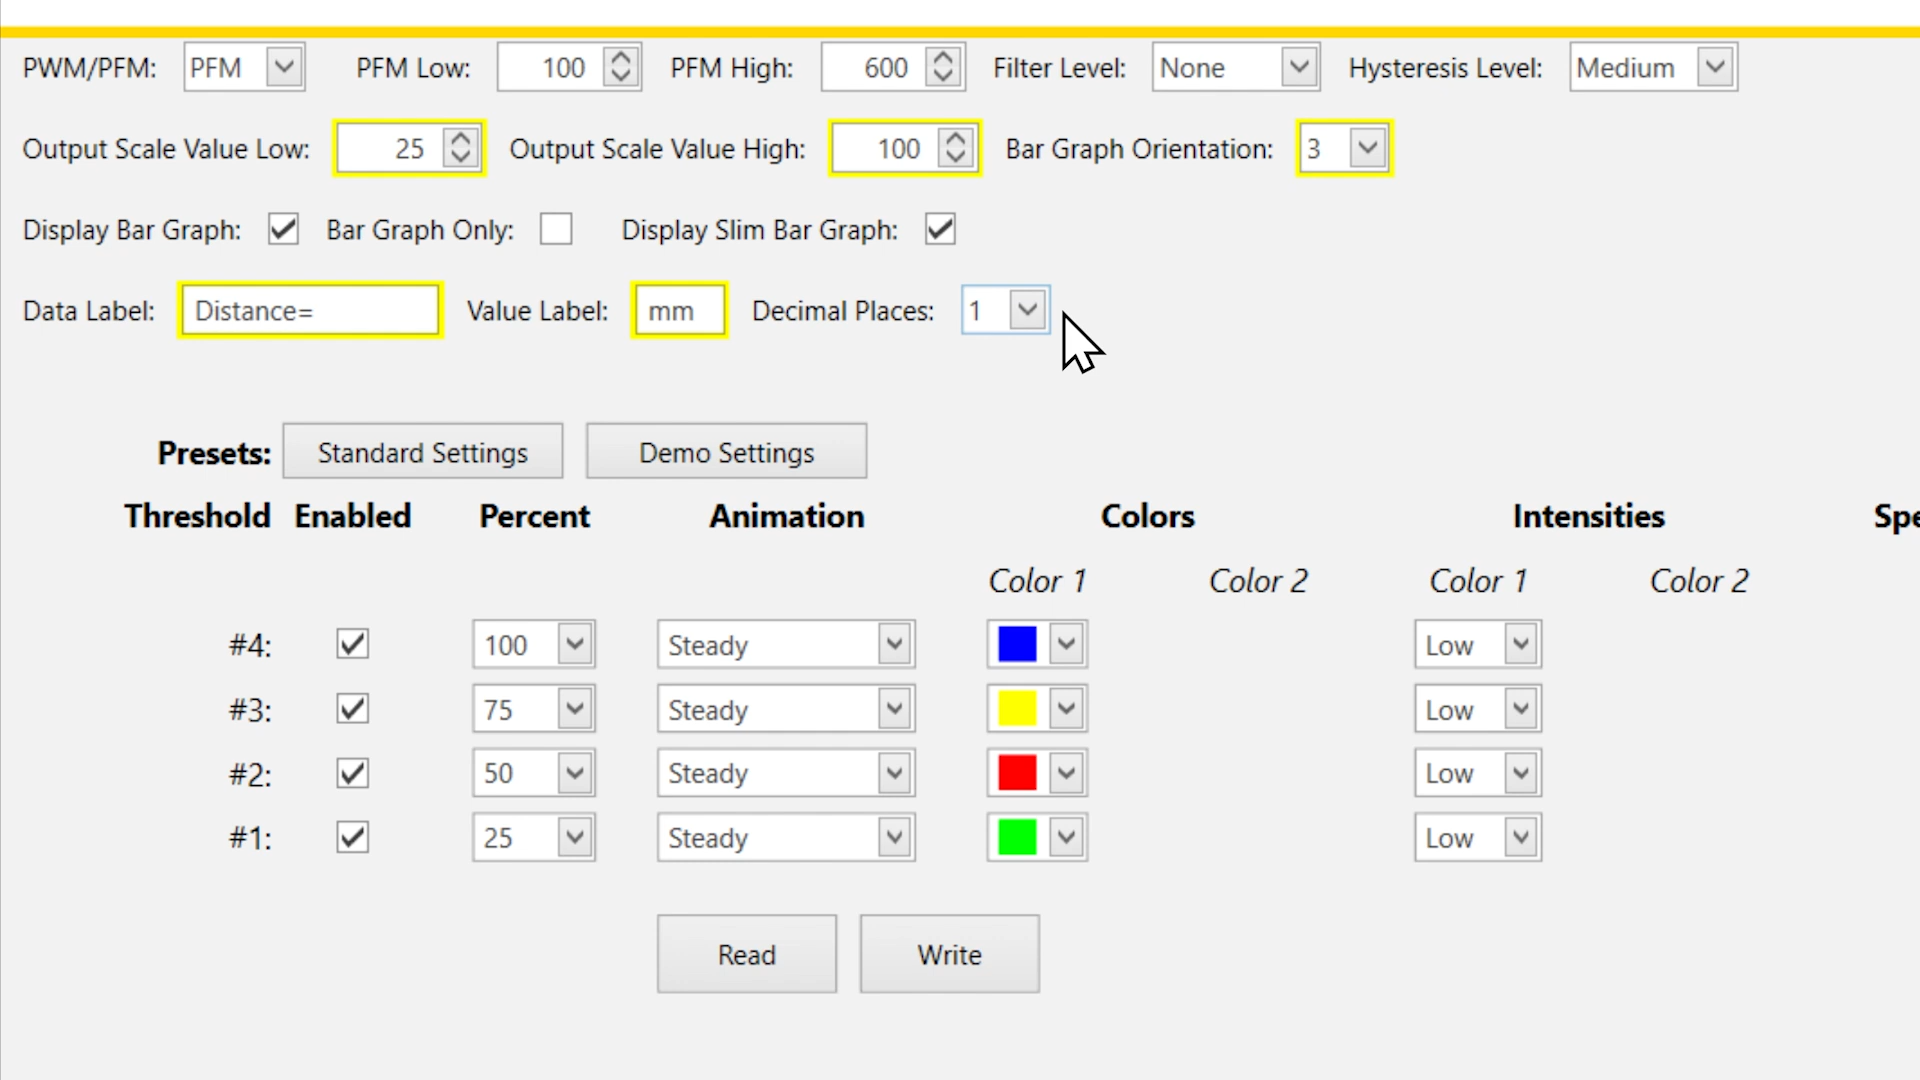 PWM/PFM: PFM PFM Low: 100 PFM High: 600 Filter Level: None Hysteresis Level: Medium
Output Scale Value Low: 25 Output Scale Value High: 100 Bar Graph Orientation: 3
Display Bar Graph: Bar Graph Only: Display Slim Bar Graph:
Data Label: Distance= Value Label: mm Decimal Places: 1
Presets: Standard Settings Demo Settings
Threshold Enabled Percent Animation Colors Intensities Spe
Color 1 Color 2 Color 1 Color 2
#4: 100 Steady Low
#3: 75 Steady Low
#2: 50 Steady Low
#1: 25 Steady Low
Read Write